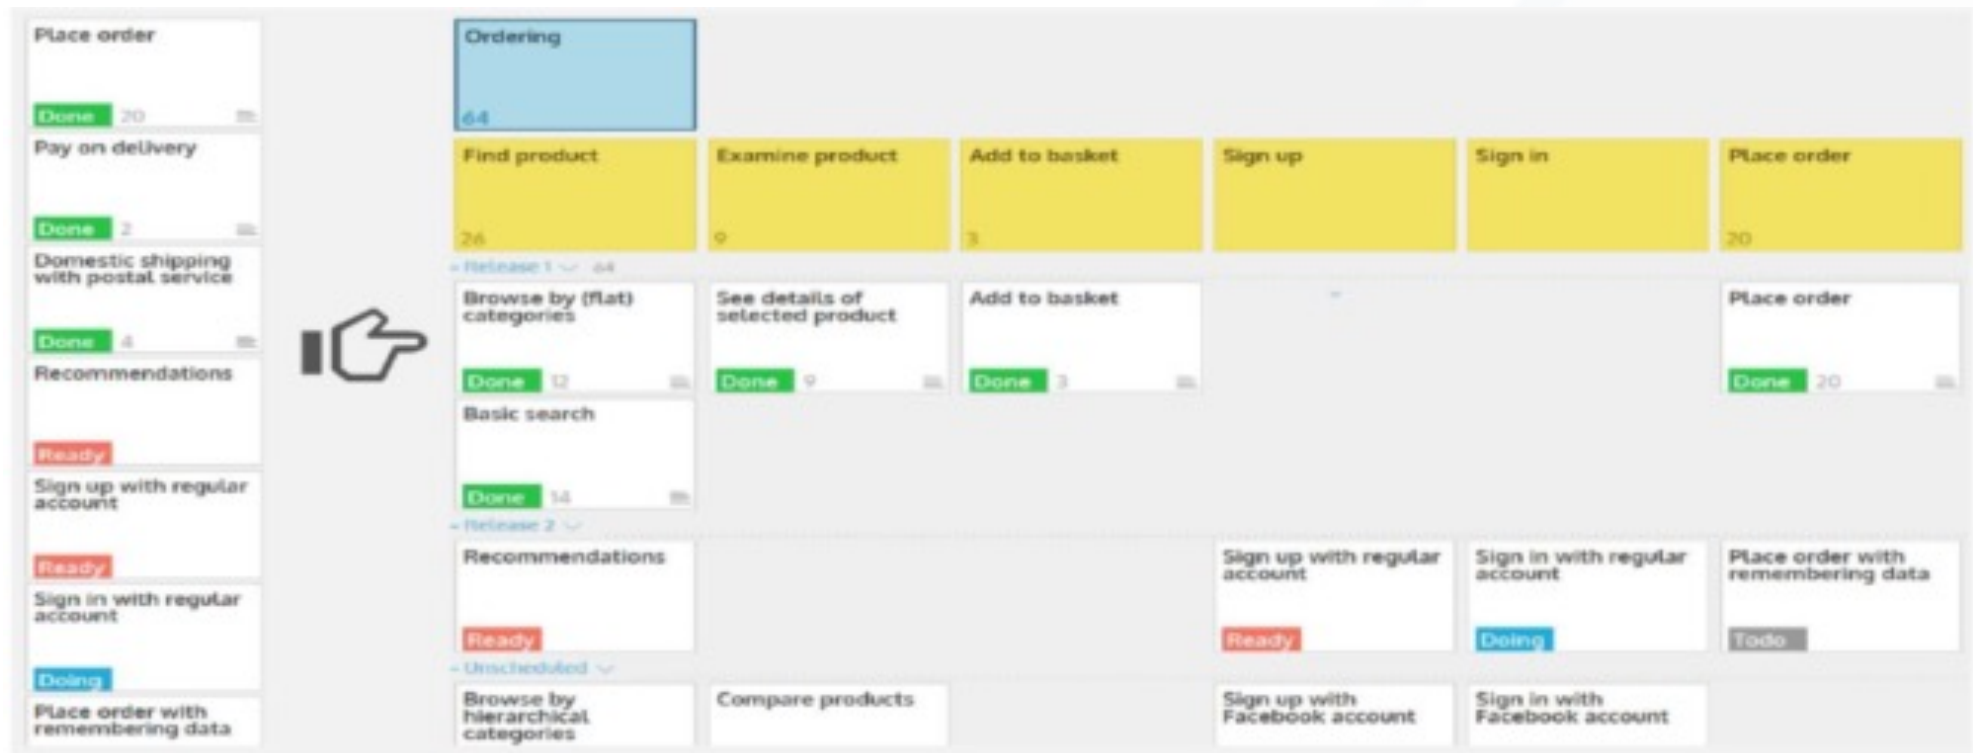 Place order
Done 20
Pay on delivery
Done 2
Domestic shipping
with postal service
Done 4
Recommendations
Ready
Sign up with regular
account
Ready
Sign in with regular
account
Doing
Place order with
remembering data
Ordering
64
Find product
26
Examine product
9
Add to basket
3
Sign up
Sign in
Place order
20
Release 1 64
Browse by (flat)
categories
Done 12
See details of
selected product
Done 9
Add to basket
Done 3
Place order
Done 20
Basic search
Done 14
Release 2
Recommendations
Ready
Sign up with regular
account
Ready
Sign in with regular
account
Doing
Place order with
remembering data
Todo
Unscheduled
Browse by
hierarchical
categories
Compare products
Sign up with
Facebook account
Sign in with
Facebook account